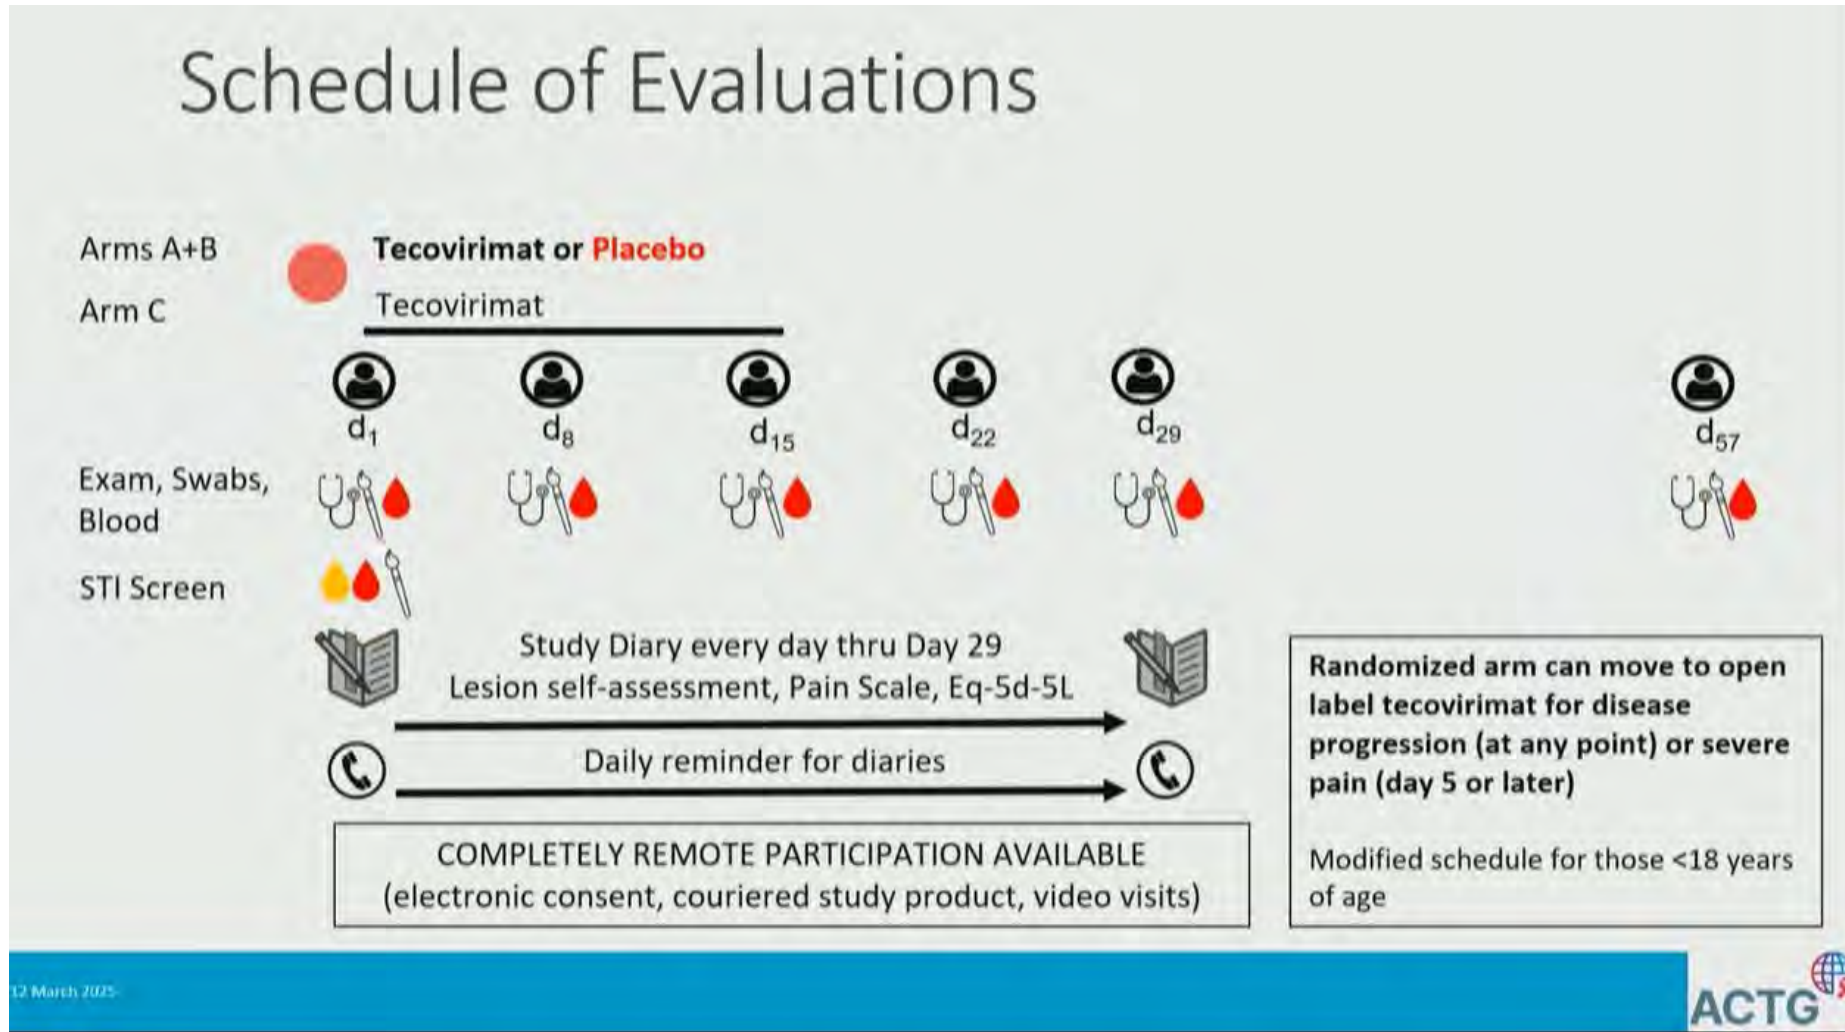 Schedule of Evaluations
Arms A+B
Tecovirimat or Placebo
Arm C
Tecovirimat
d1
d8
d15
d22
d29
d57
Exam, Swabs,
Blood
STI Screen
Study Diary every day thru Day 29
Lesion self-assessment, Pain Scale, Eq-5d-5L
Daily reminder for diaries
COMPLETELY REMOTE PARTICIPATION AVAILABLE
(electronic consent, couriered study product, video visits)
Randomized arm can move to open
label tecovirimat for disease
progression (at any point) or severe
pain (day 5 or later)
Modified schedule for those <18 years
of age
12 March 2025
ACTG